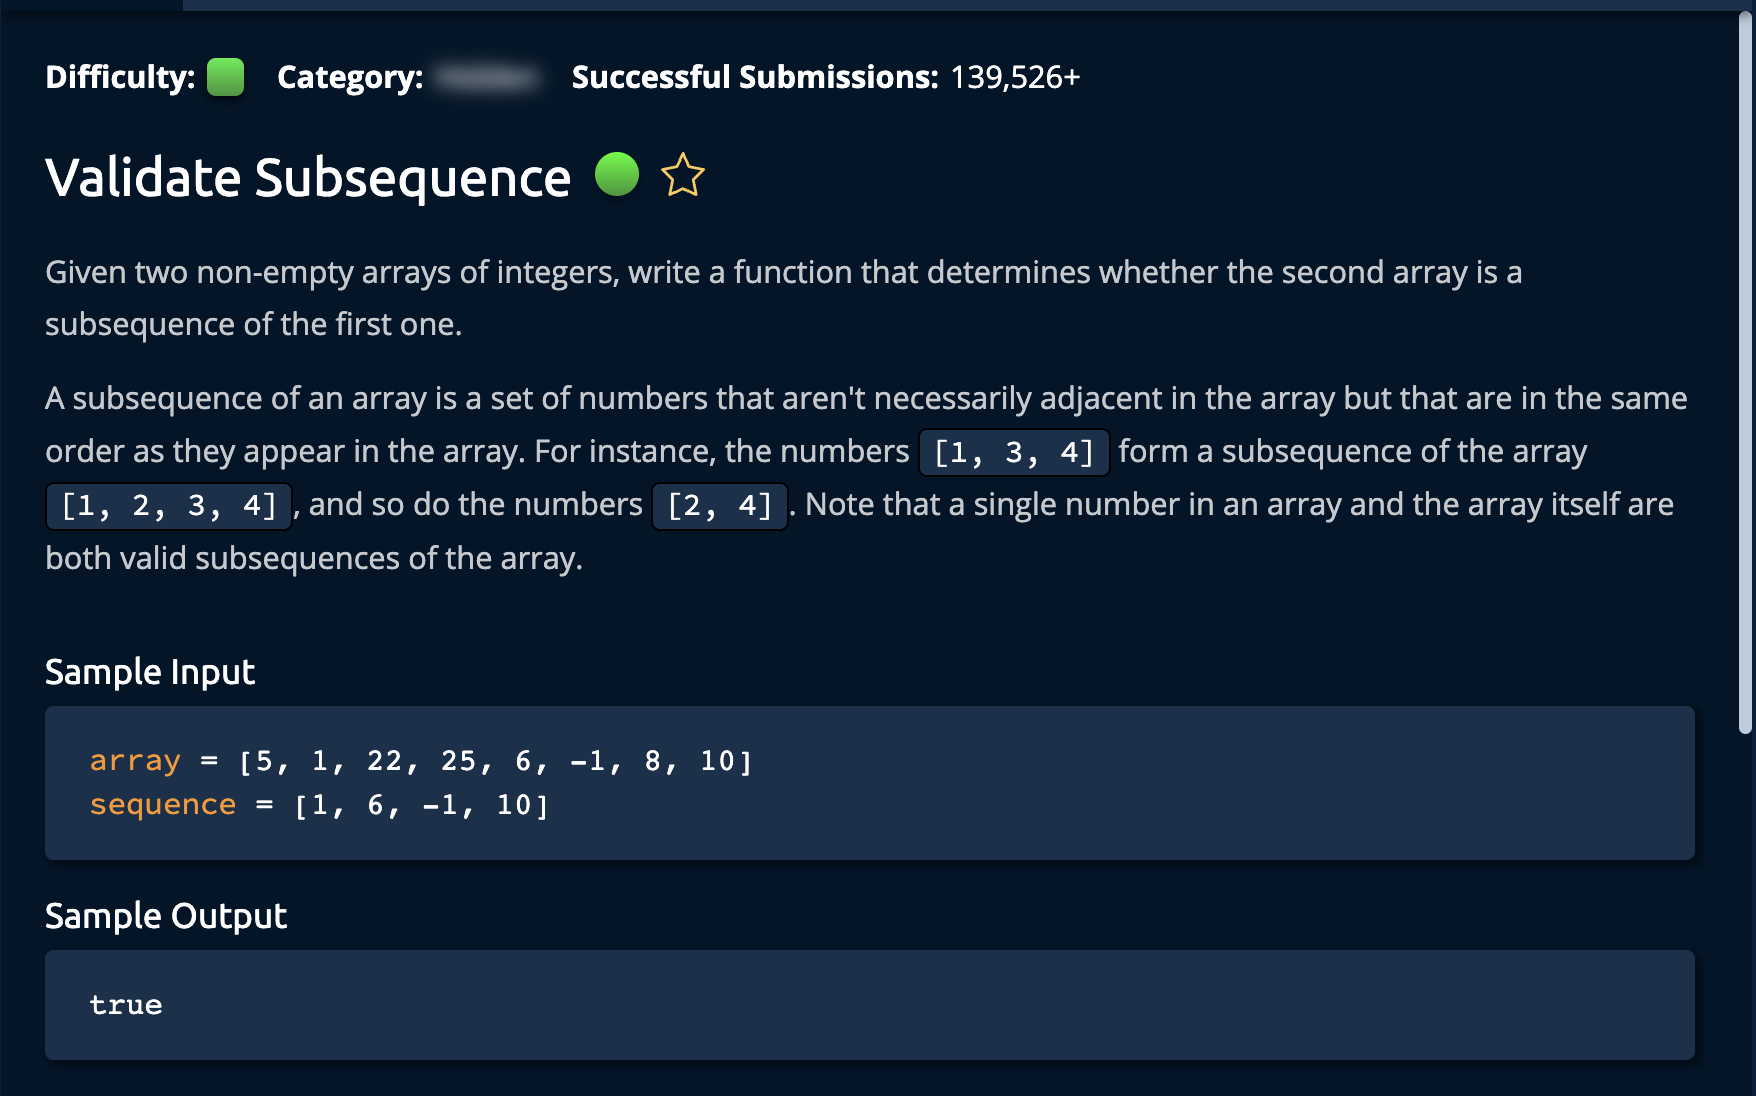 Difficulty: Category: Successful Submissions: 139,526+
Validate Subsequence
Given two non-empty arrays of integers, write a function that determines whether the second array is a
subsequence of the first one.
A subsequence of an array is a set of numbers that aren't necessarily adjacent in the array but that are in the same
order as they appear in the array. For instance, the numbers [1, 3, 4] form a subsequence of the array
[1, 2, 3, 4], and so do the numbers [2, 4]. Note that a single number in an array and the array itself are
both valid subsequences of the array.
Sample Input
array = [5, 1, 22, 25, 6, -1, 8, 10]
sequence = [1, 6, -1, 10]
Sample Output
true